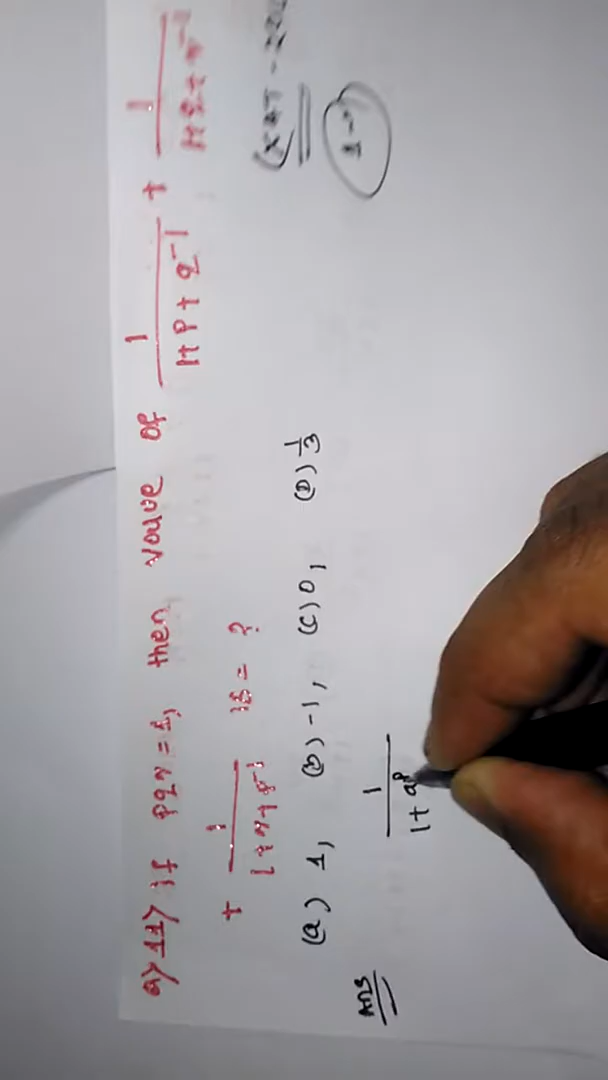 Q>11> If pqr = 1, then value of 1/(1+p+q⁻¹) + 1/(1+q+r⁻¹)
+ 1/(1+r+p⁻¹) is = ?
(a) 1, (b) -1, (c) 0, (D) 1/3
Ans 1/(1+ap